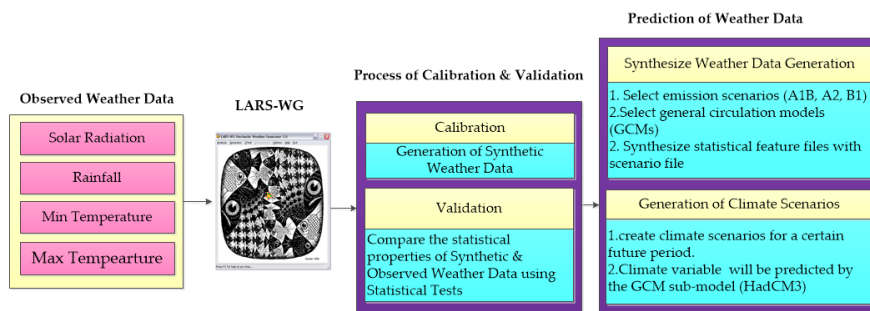 Prediction of Weather Data
Process of Calibration & Validation
Observed Weather Data
LARS-WG
Solar Radiation
Rainfall
Min Temperature
Max Tempearture
Calibration
Generation of Synthetic
Weather Data
Validation
Compare the statistical
properties of Synthetic
& Observed Weather Data using
Statistical Tests
Synthesize Weather Data Generation
1. Select emission scenarios (A1B, A2, B1)
2.Select general circulation models
(GCMs)
2. Synthesize statistical feature files with
scenario file
Generation of Climate Scenarios
1.create climate scenarios for a certain
future period.
2.Climate variable will be predicted by
the GCM sub-model (HadCM3)